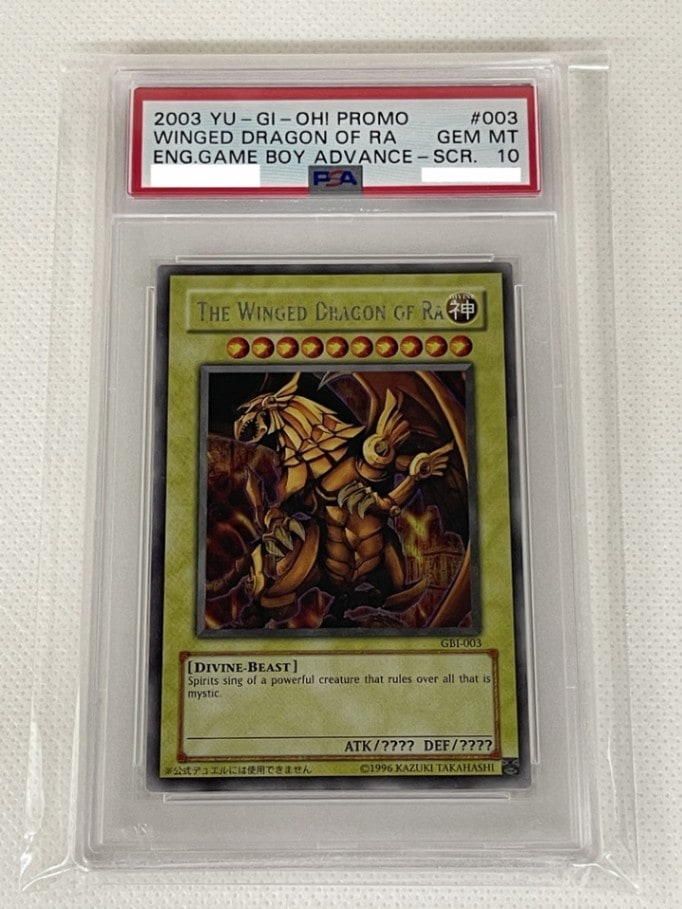 2003 YU-GI-OH! PROMO #003
WINGED DRAGON OF RA GEM MT
ENG.GAME BOY ADVANCE-SCR. 10
PSA
THE WINGED DRAGON OF RA
DIVINE
神
GBI-003
[DIVINE-BEAST]
Spirits sing of a powerful creature that rules over all that is
mystic.
ATK/???? DEF/????
※公式デュエルには使用できません ©1996 KAZUKI TAKAHASHI